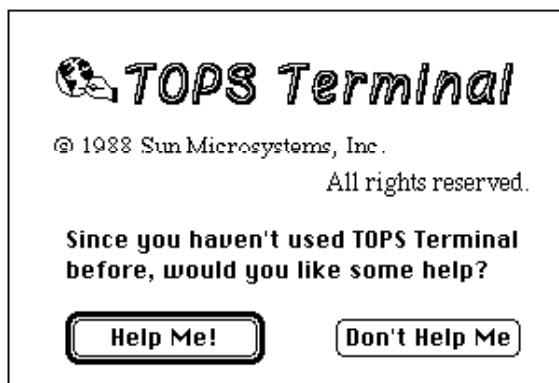 TOPS Terminal
© 1988 Sun Microsystems, Inc.
All rights reserved.
Since you haven't used TOPS Terminal
before, would you like some help?
Help Me!
Don't Help Me